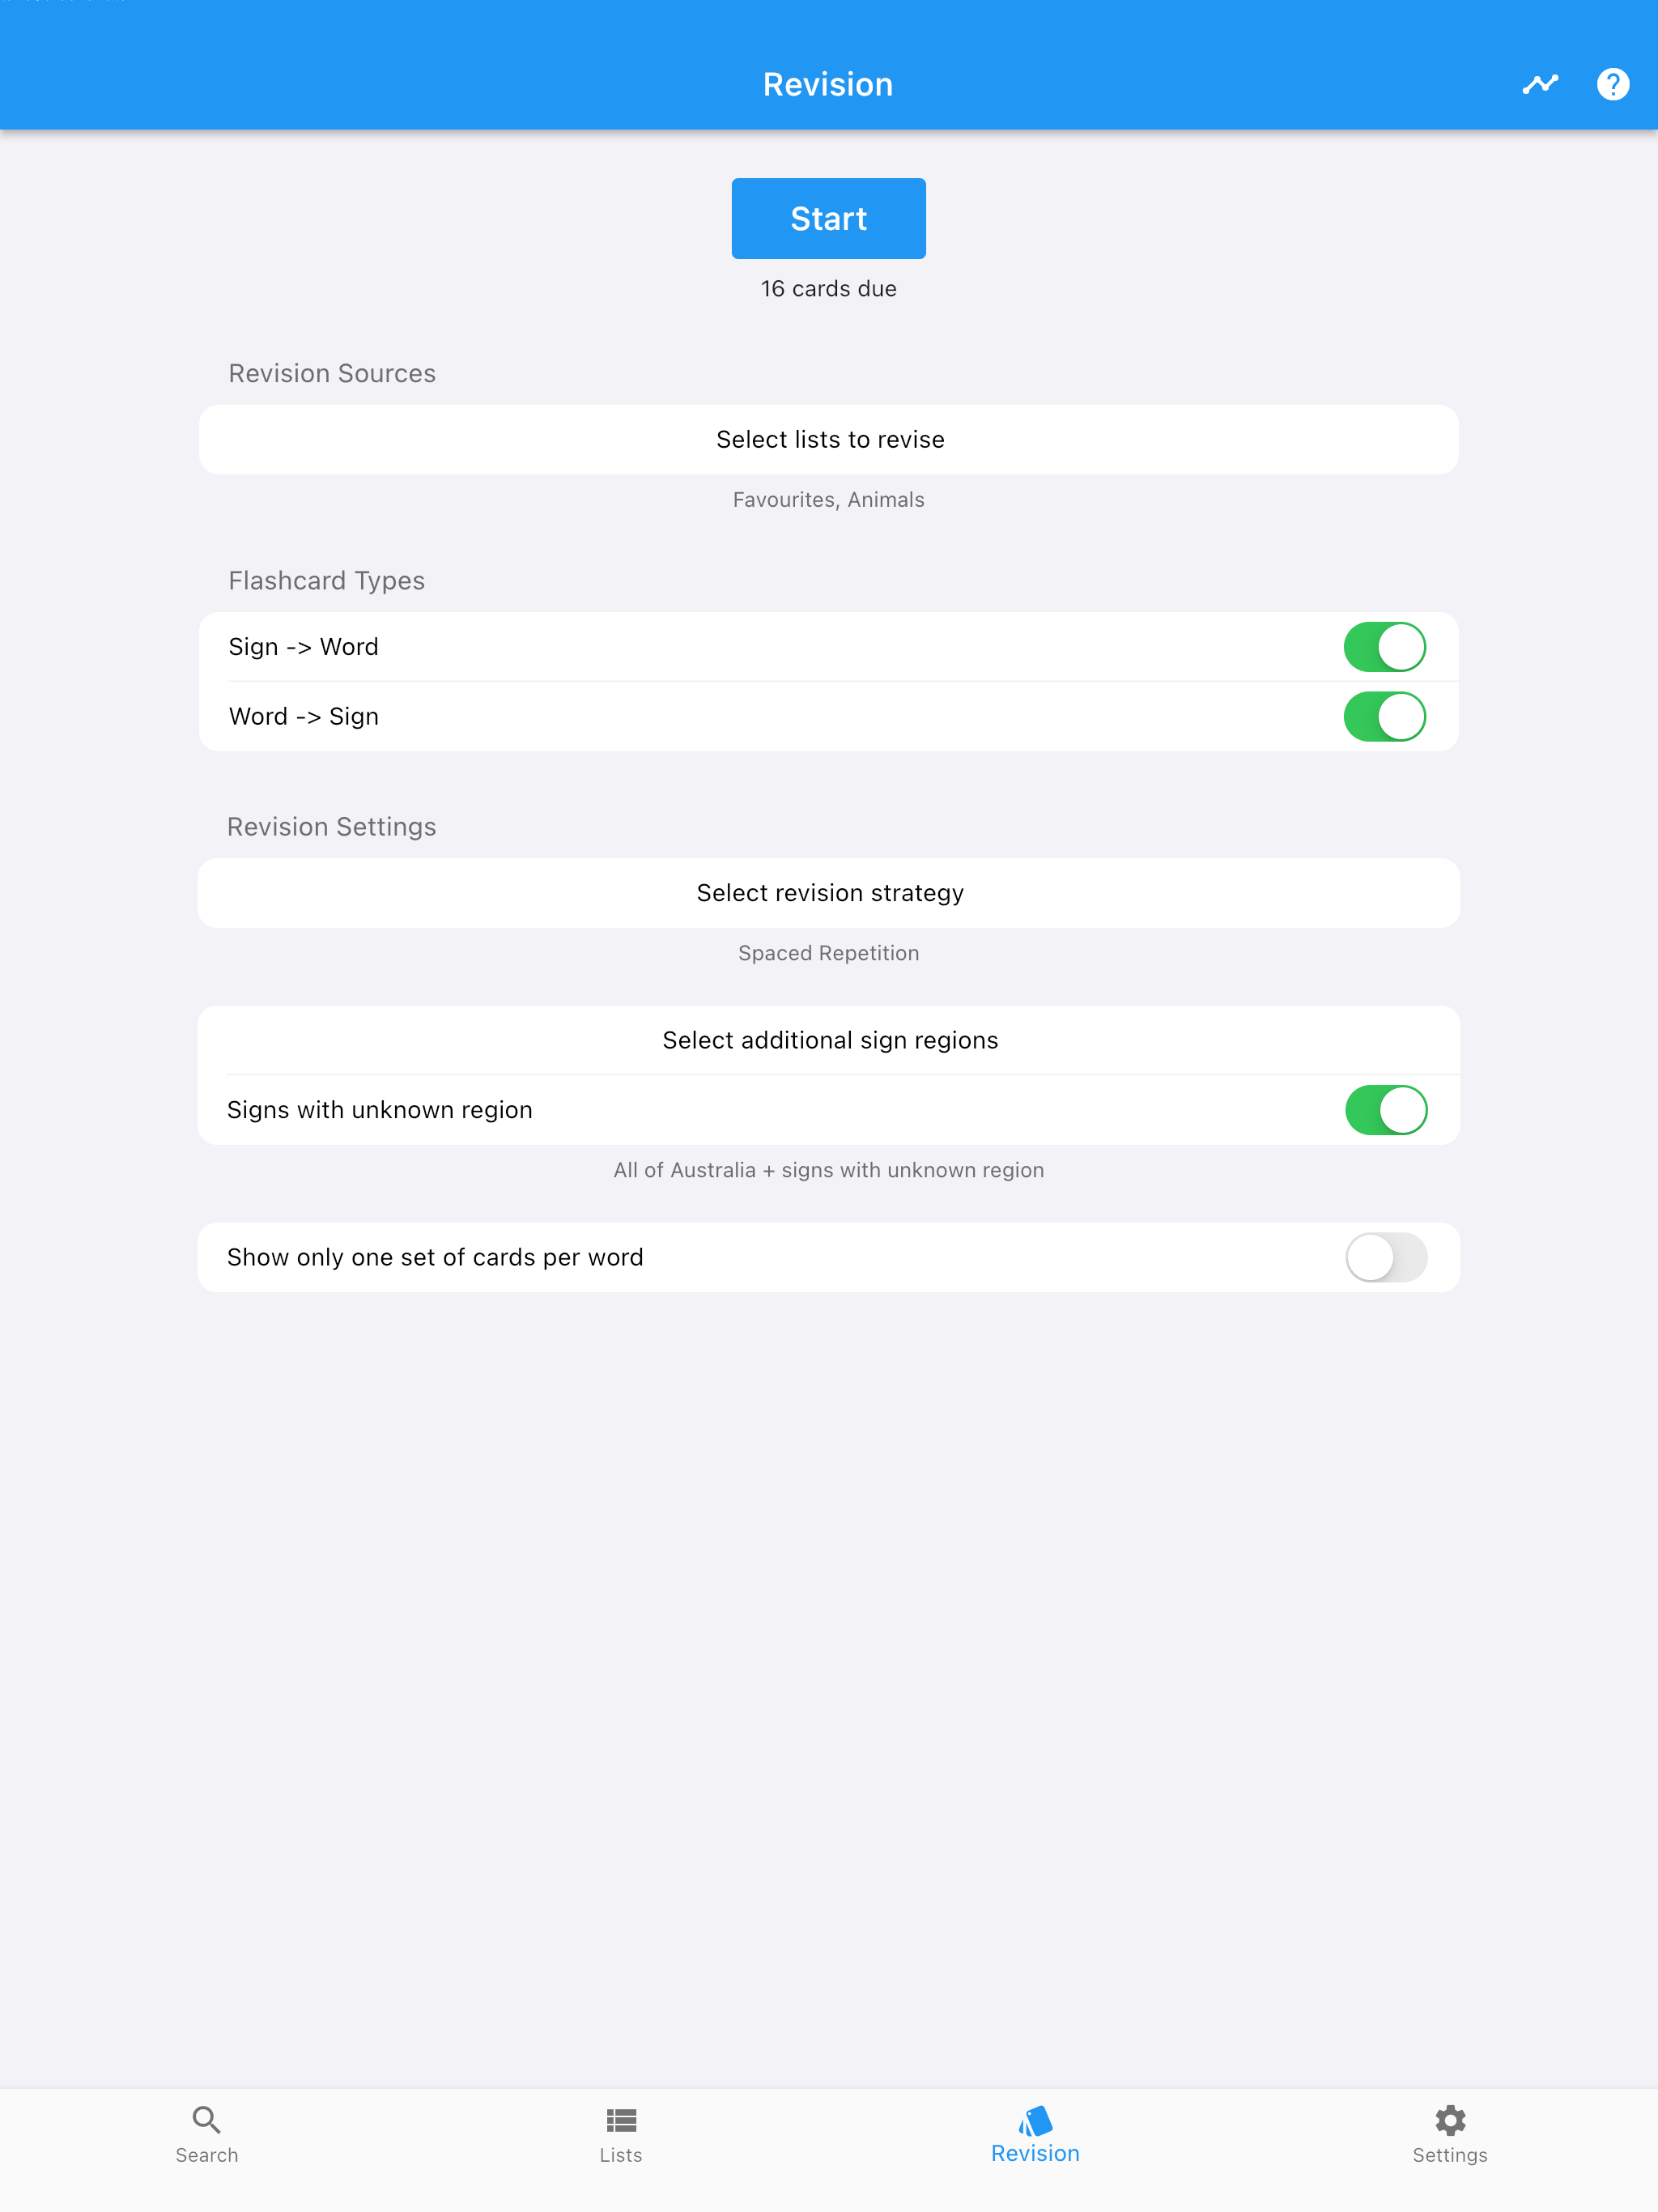 Revision
Start
16 cards due
Revision Sources
Select lists to revise
Favourites, Animals
Flashcard Types
Sign -> Word
Word -> Sign
Revision Settings
Select revision strategy
Spaced Repetition
Select additional sign regions
Signs with unknown region
All of Australia + signs with unknown region
Show only one set of cards per word
Search
Lists
Revision
Settings